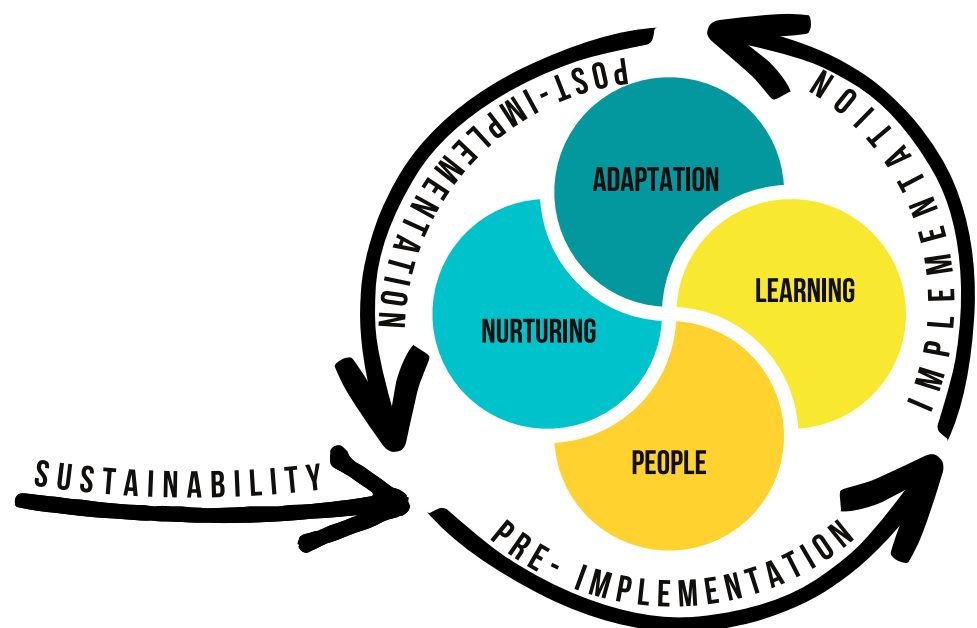 POST-IMPLEMENTATION
IMPLEMENTATION
ADAPTATION
LEARNING
NURTURING
PEOPLE
SUSTAINABILITY
PRE- IMPLEMENTATION